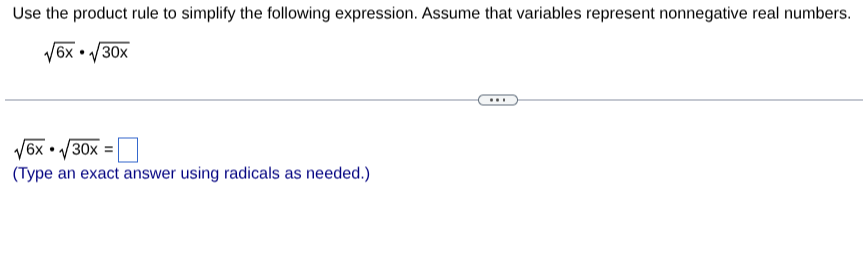 Use the product rule to simplify the following expression. Assume that variables represent nonnegative real numbers.
√6x • √30x
√6x • √30x =
(Type an exact answer using radicals as needed.)